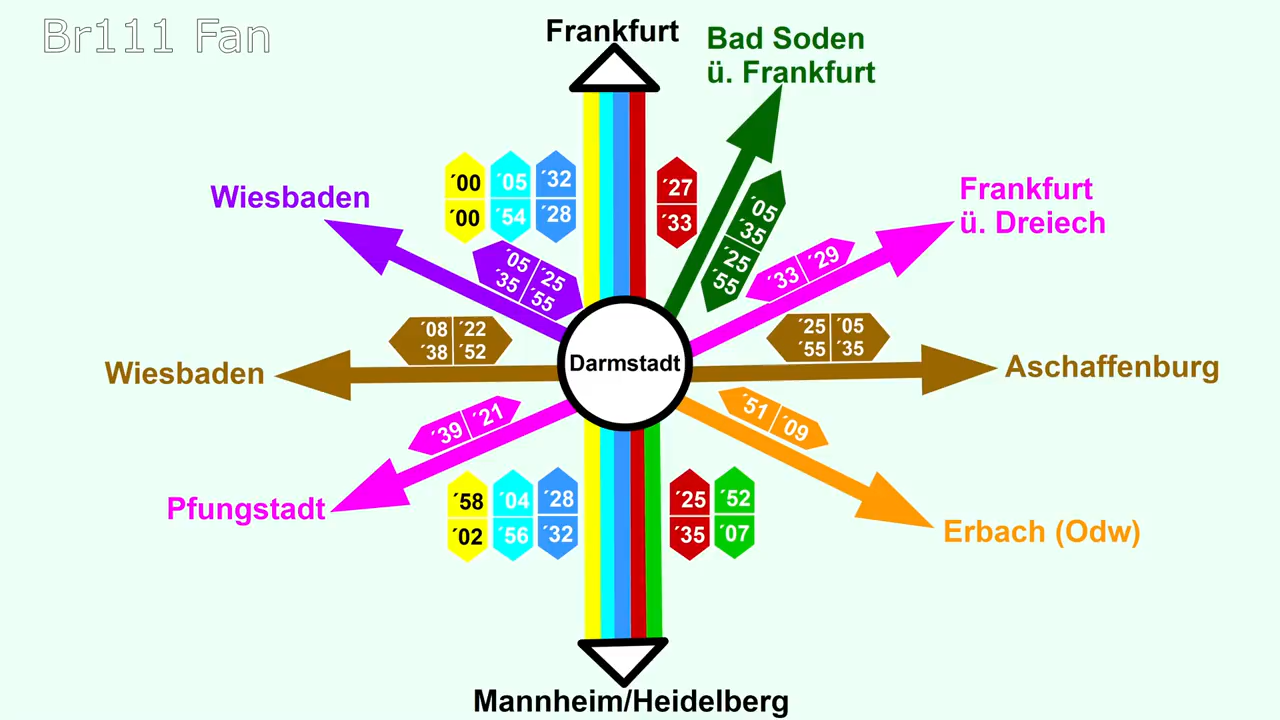 Br111 Fan
Frankfurt
Bad Soden
ü. Frankfurt
´00 ´05 ´32 ´27
´00 ´54 ´28 ´33
Wiesbaden
Frankfurt
ü. Dreiech
´05 ´25
´35 ´55
´05
´35
´25
´55
´33 ´29
´08 ´22
´38 ´52
´25 ´05
´55 ´35
Wiesbaden
Darmstadt
Aschaffenburg
´39 ´21
´51 ´09
Pfungstadt
Erbach (Odw)
´58 ´04 ´28 ´25 ´52
´02 ´56 ´32 ´35 ´07
Mannheim/Heidelberg